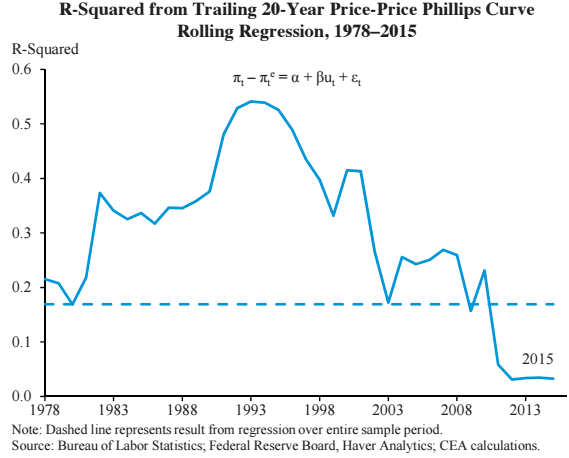 R-Squared from Trailing 20-Year Price-Price Phillips Curve
Rolling Regression, 1978–2015
R-Squared
πₜ – πₜᵉ = α + βuₜ + εₜ
0.6
0.5
0.4
0.3
0.2
0.1
0.0
2015
1978 1983 1988 1993 1998 2003 2008 2013
Note: Dashed line represents result from regression over entire sample period.
Source: Bureau of Labor Statistics; Federal Reserve Board, Haver Analytics; CEA calculations.